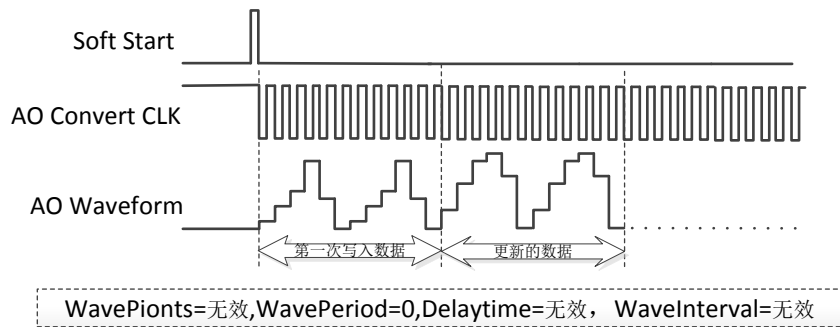 Soft Start
AO Convert CLK
AO Waveform
第一次写入数据
更新的数据
WavePionts=无效,WavePeriod=0,Delaytime=无效，WaveInterval=无效